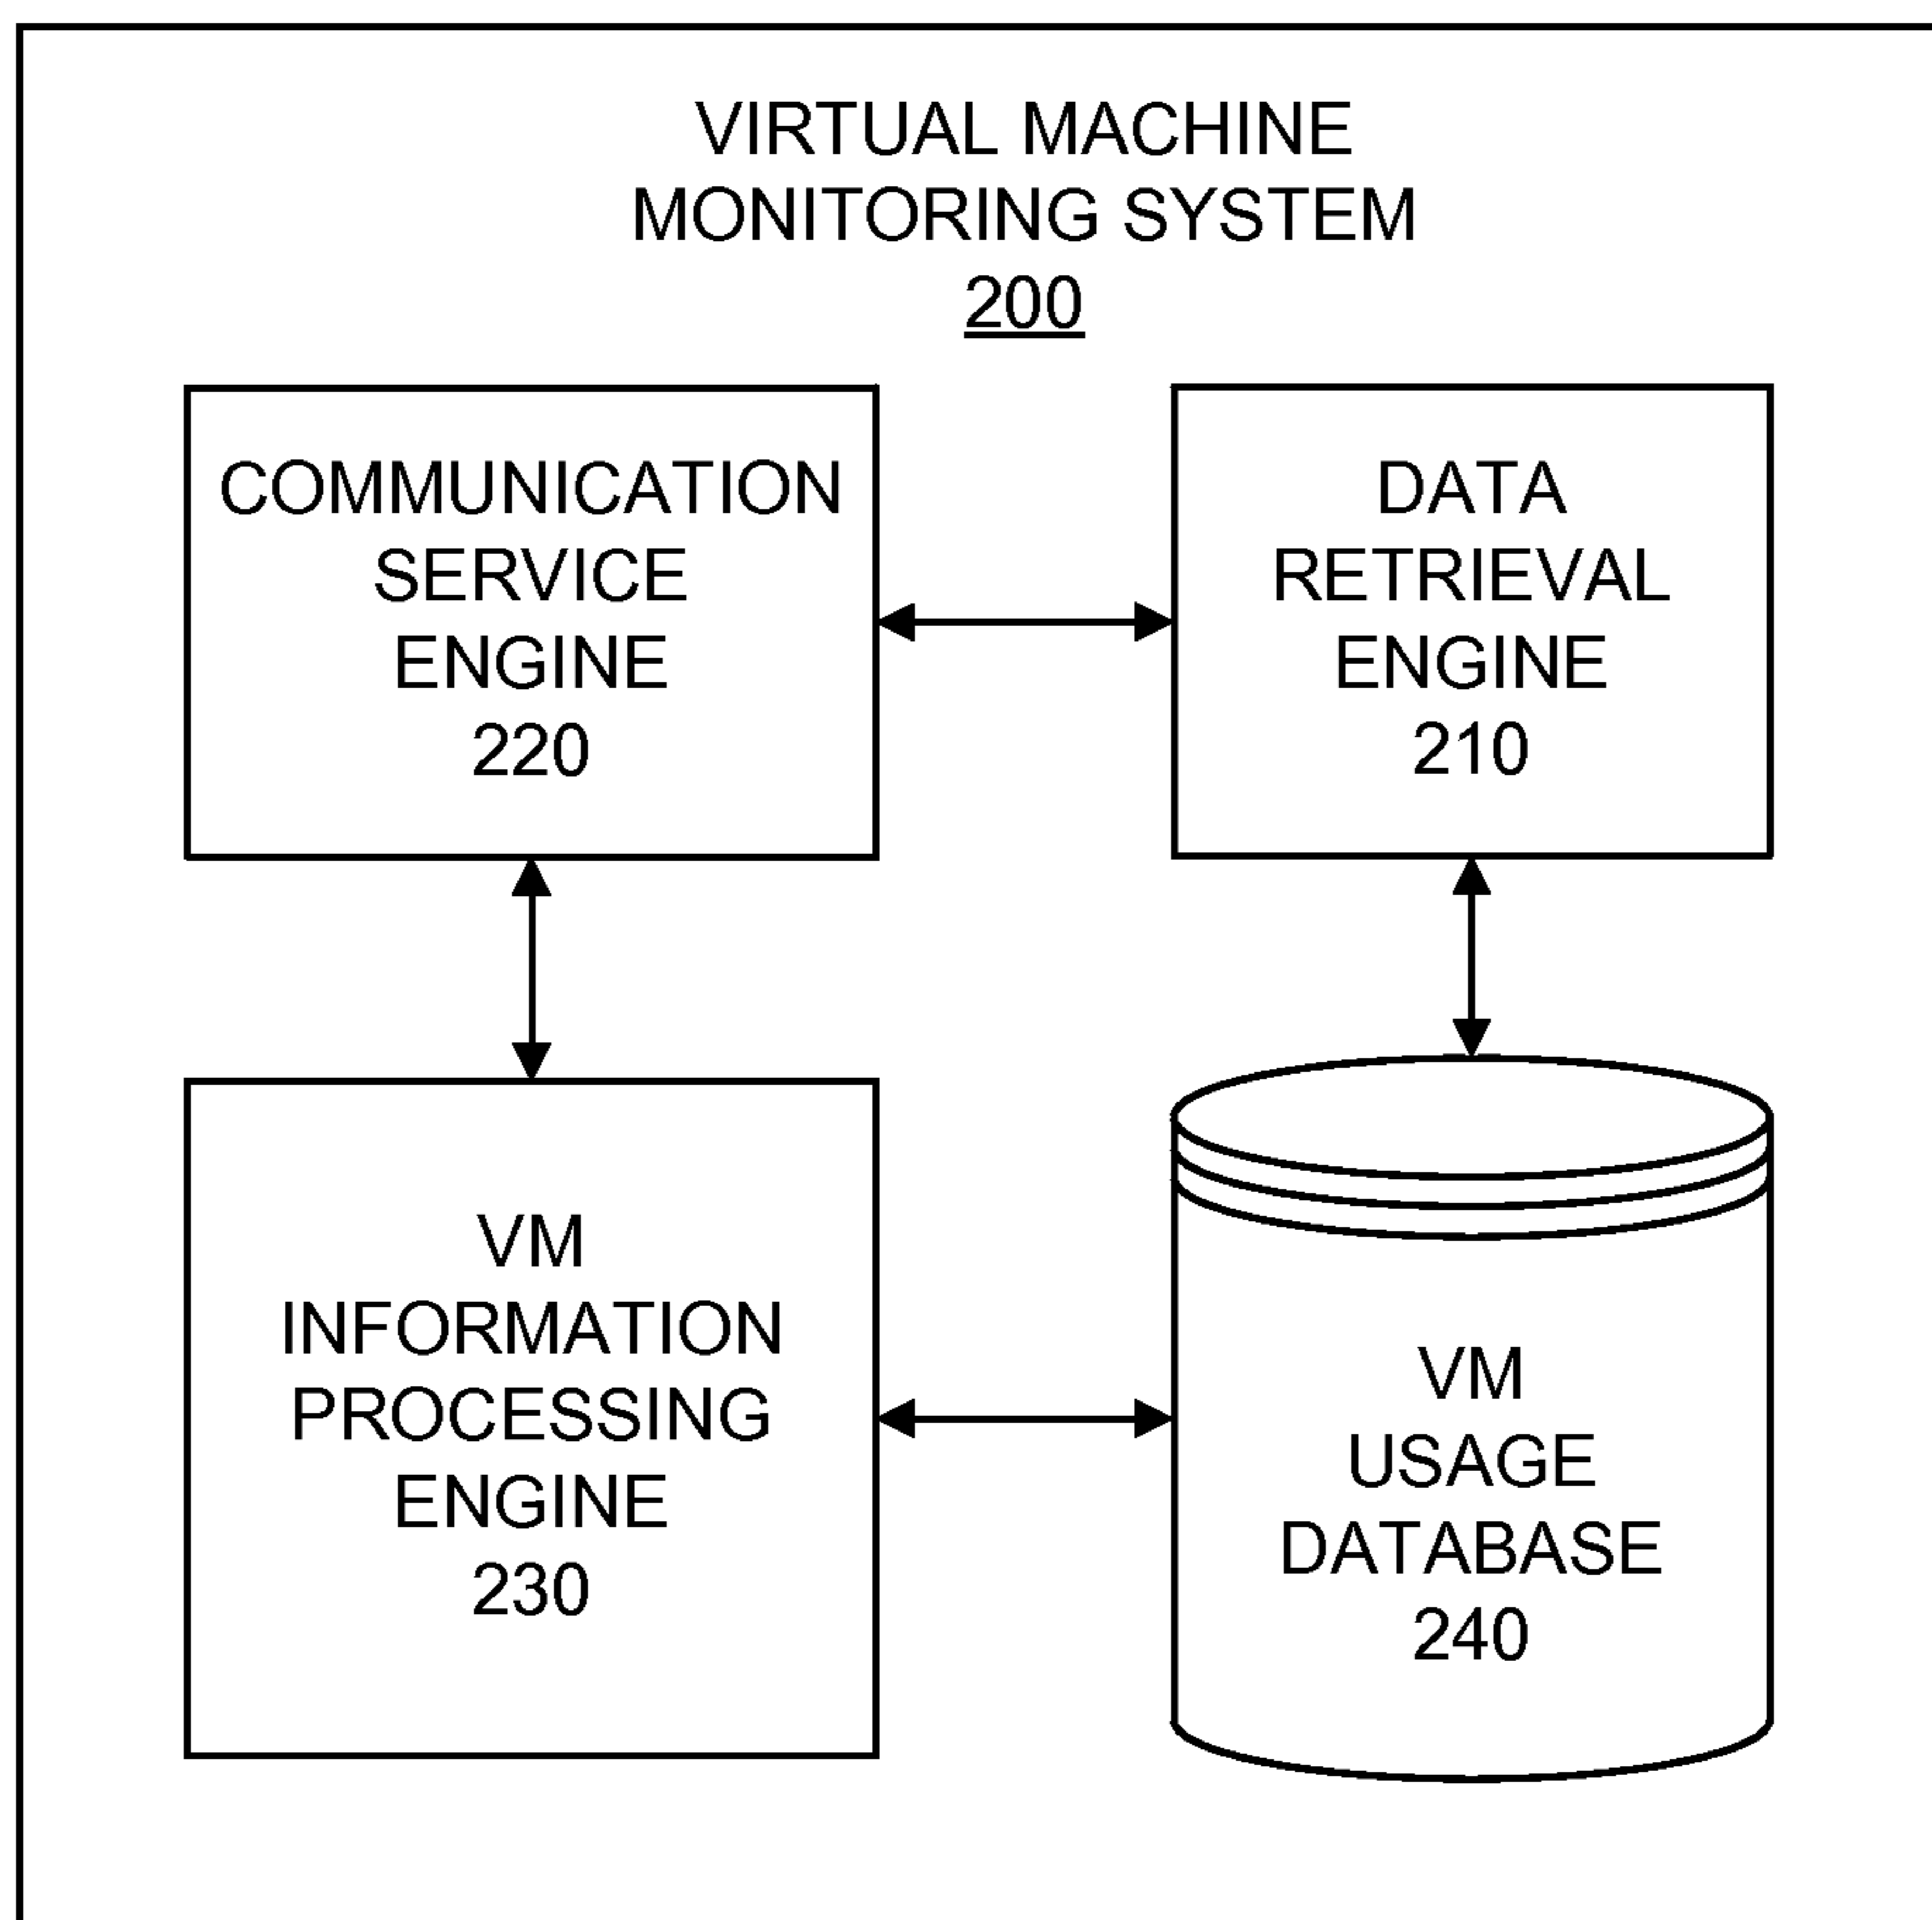 VIRTUAL MACHINE
MONITORING SYSTEM
200
COMMUNICATION
SERVICE
ENGINE
220
DATA
RETRIEVAL
ENGINE
210
VM
INFORMATION
PROCESSING
ENGINE
230
VM
USAGE
DATABASE
240